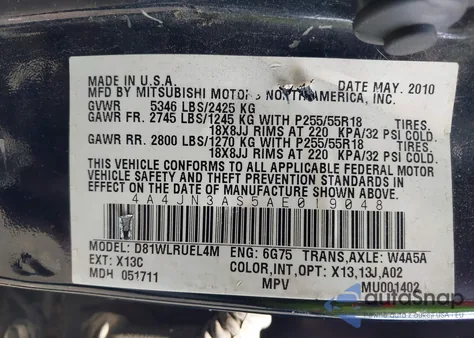 MADE IN U.S.A. DATE MAY. 2010
MFD BY MITSUBISHI MOTORS NORTH AMERICA, INC.
GVWR 5346 LBS/2425 KG
GAWR FR. 2745 LBS/1245 KG WITH P255/55R18 TIRES.
18X8JJ RIMS AT 220 KPA/32 PSI COLD.
GAWR RR. 2800 LBS/1270 KG WITH P255/55R18 TIRES.
18X8JJ RIMS AT 220 KPA/32 PSI COLD.
THIS VEHICLE CONFORMS TO ALL APPLICABLE FEDERAL MOTOR
VEHICLE SAFETY, BUMPER AND THEFT PREVENTION STANDARDS IN
EFFECT ON THE DATE OF MANUFACTURE SHOWN ABOVE.
4A4JN3AS5AE019048
MODEL: D81WLRUEL4M ENG: 6G75 TRANS,AXLE: W4A5A
EXT: X13C COLOR,INT,OPT: X13,13J,A02
MDH 051711 MPV MU001402
autoAstat